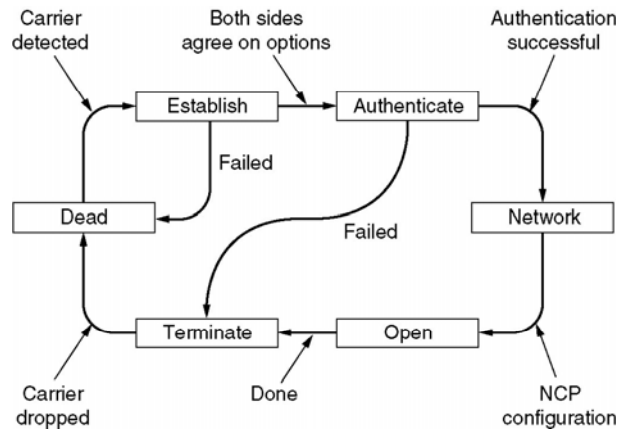 Carrier
detected
Both sides
agree on options
Authentication
successful
Establish
Authenticate
Failed
Dead
Network
Failed
Terminate
Open
Carrier
dropped
Done
NCP
configuration